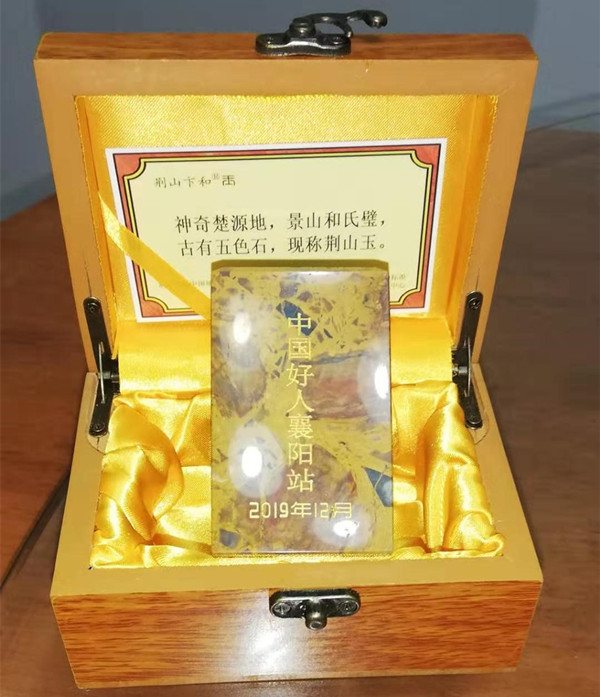 荆山卞和玉
神奇楚源地，景山和氏璧，
古有五色石，现称荆山玉。
中国好人襄阳站
2019年12月